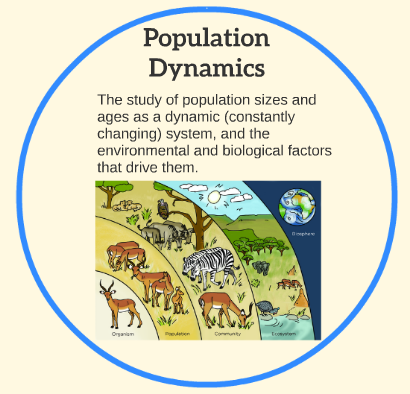 Population
Dynamics
The study of population sizes and
ages as a dynamic (constantly
changing) system, and the
environmental and biological factors
that drive them.
Biosphere
Organism
Population
Community
Ecosystem